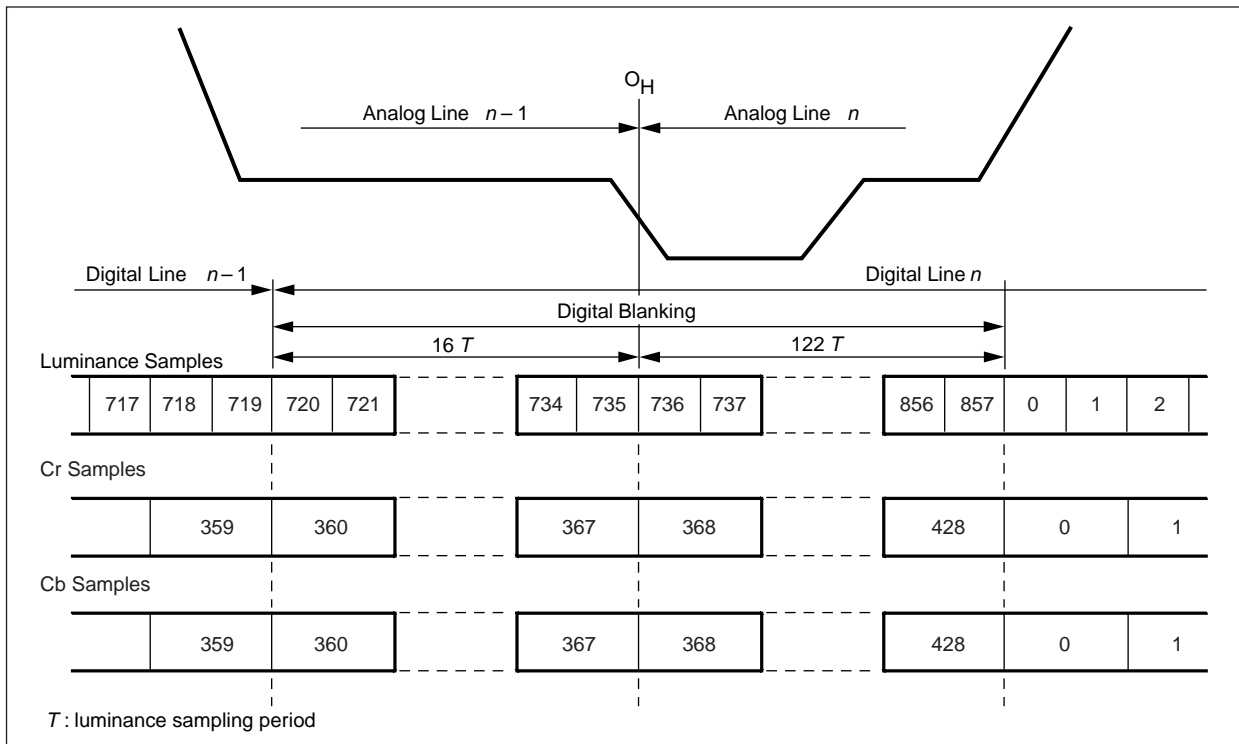 O_H
Analog Line n – 1 Analog Line n
Digital Line n – 1 Digital Line n
Digital Blanking
16 T 122 T
Luminance Samples
717 718 719 720 721 734 735 736 737 856 857 0 1 2
Cr Samples
359 360 367 368 428 0 1
Cb Samples
359 360 367 368 428 0 1
T : luminance sampling period